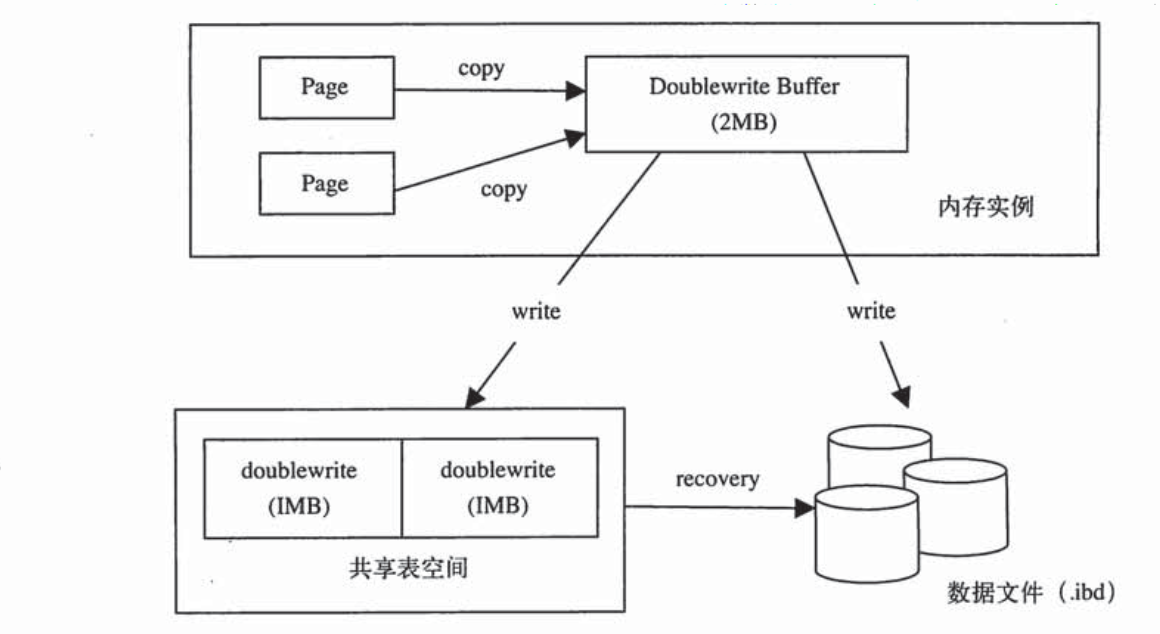 Page
copy
Doublewrite Buffer
(2MB)
Page
copy
内存实例
write
write
doublewrite
(IMB)
doublewrite
(IMB)
recovery
共享表空间
数据文件（.ibd）